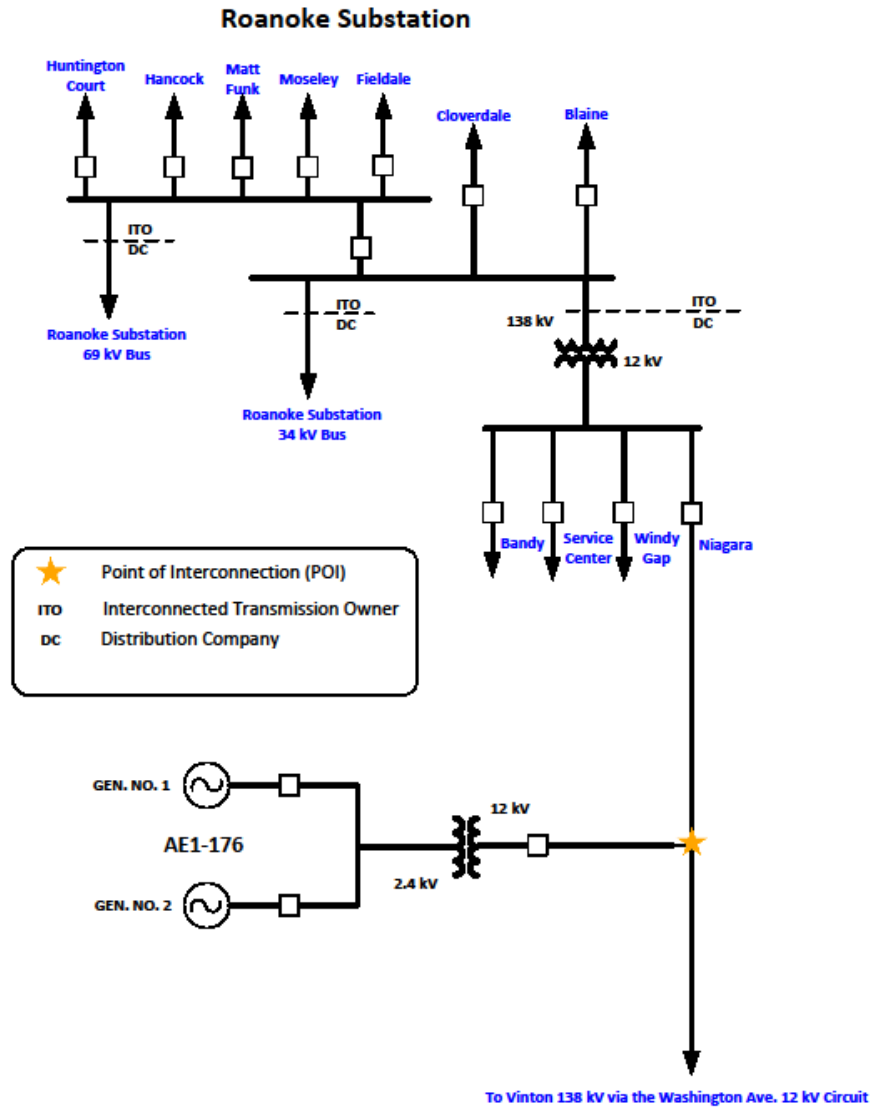 Roanoke Substation
Huntington
Court
Hancock
Matt
Funk
Moseley
Fieldale
Cloverdale
Blaine
ITO
DC
Roanoke Substation
69 kV Bus
ITO
DC
Roanoke Substation
34 kV Bus
138 kV
ITO
DC
12 kV
Bandy
Service
Center
Windy
Gap
Niagara
Point of Interconnection (POI)
ITO Interconnected Transmission Owner
DC Distribution Company
GEN. NO. 1
AE1-176
GEN. NO. 2
12 kV
2.4 kV
To Vinton 138 kV via the Washington Ave. 12 kV Circuit